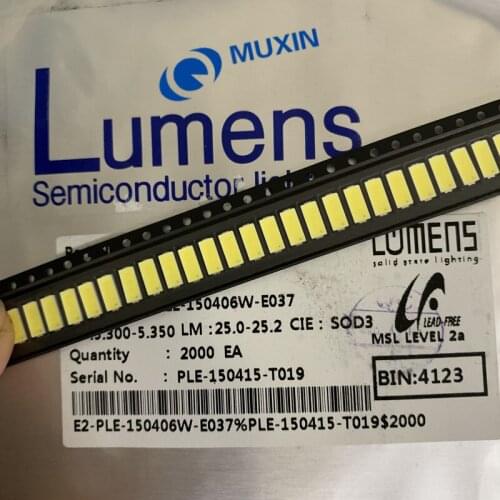 MUXIN
Lumens
Semiconductor
LUMENS
solid state lighting
-150406W-E037
.300-5.350 LM : 25.0-25.2 CIE : SOD3
LEAD-FREE
MSL LEVEL 2a
Quantity : 2000 EA
Serial No. : PLE-150415-T019
BIN:4123
E2-PLE-150406W-E037%PLE-150415-T019$2000